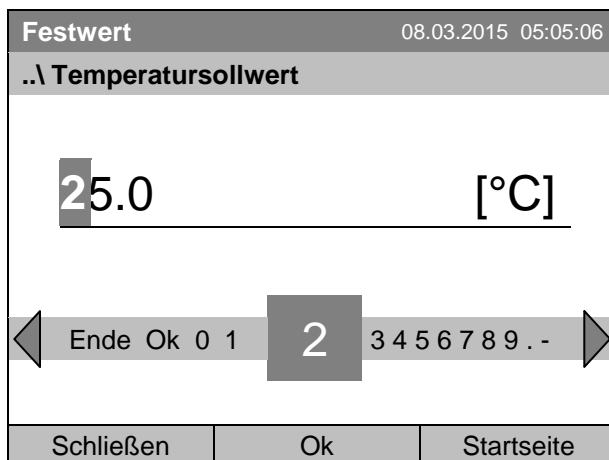 Festwert 08.03.2015 05:05:06
..\ Temperatursollwert
25.0 [°C]
Ende Ok 0 1 2 3 4 5 6 7 8 9 . -
Schließen Ok Startseite